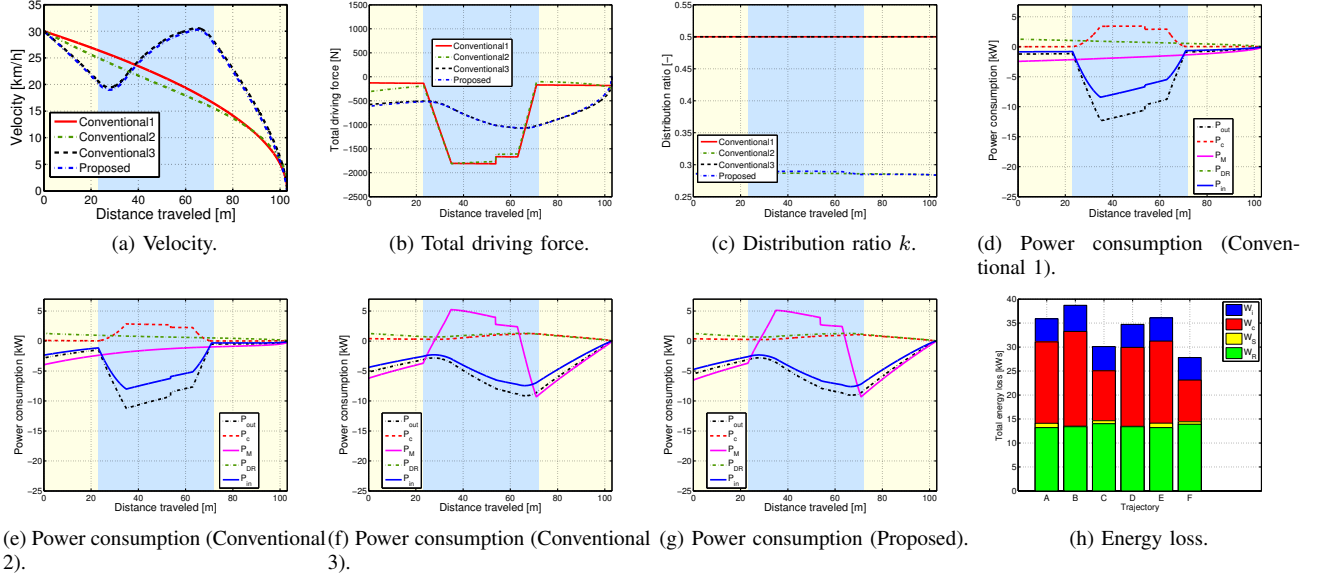 35
30
25
20
15
10
5
0
Velocity [km/h]
Conventional1
Conventional2
Conventional3
Proposed
0 20 40 60 80 100
Distance traveled [m]
(a) Velocity.
1500
1000
500
0
−500
−1000
−1500
−2000
−2500
Total driving force [N]
Conventional1
Conventional2
Conventional3
Proposed
0 20 40 60 80 100
Distance traveled [m]
(b) Total driving force.
0.55
0.5
0.45
0.4
0.35
0.3
0.25
Distribution ratio [−]
Conventional1
Conventional2
Conventional3
Proposed
0 20 40 60 80 100
Distance traveled [m]
(c) Distribution ratio k.
5
0
−5
−10
−15
−20
−25
Power consumption [kW]
P_out
P_c
P_M
P_DR
P_in
0 20 40 60 80 100
Distance traveled [m]
(d) Power consumption (Conven-
tional 1).
5
0
−5
−10
−15
−20
−25
Power consumption [kW]
P_out
P_c
P_M
P_DR
P_in
0 20 40 60 80 100
Distance traveled [m]
(e) Power consumption (Conventional
2).
5
0
−5
−10
−15
−20
−25
Power consumption [kW]
P_out
P_c
P_M
P_DR
P_in
0 20 40 60 80 100
Distance traveled [m]
(f) Power consumption (Conventional
3).
5
0
−5
−10
−15
−20
−25
Power consumption [kW]
P_out
P_c
P_M
P_DR
P_in
0 20 40 60 80 100
Distance traveled [m]
(g) Power consumption (Proposed).
40
35
30
25
20
15
10
5
0
Total energy loss [kWs]
W_i
W_c
W_S
W_R
A B C D E F
Trajectory
(h) Energy loss.